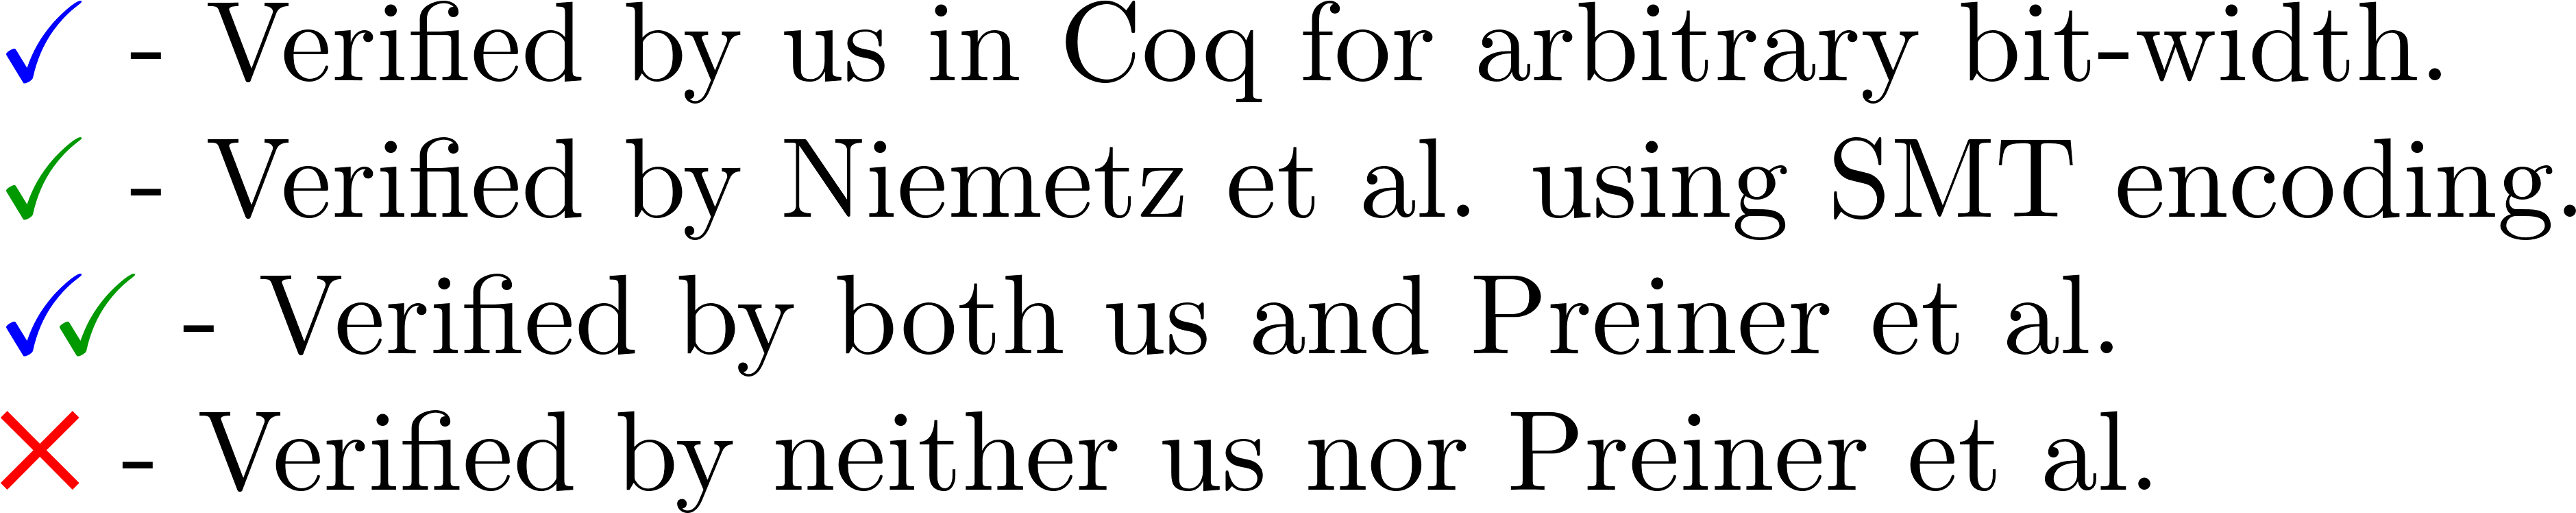 ✓ - Verified by us in Coq for arbitrary bit-width.
✓ - Verified by Niemetz et al. using SMT encoding.
✓✓ - Verified by both us and Preiner et al.
✕ - Verified by neither us nor Preiner et al.